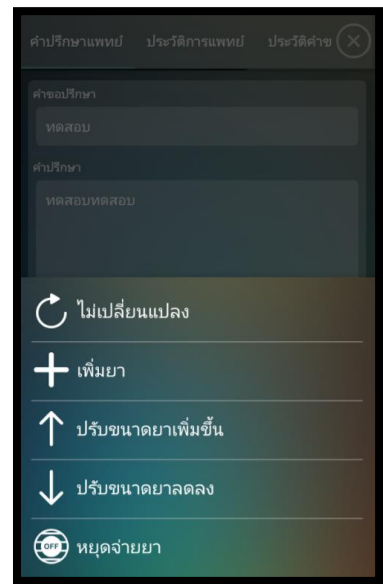 คำปรึกษาแพทย์ ประวัติการแพทย์ ประวัติคำข
คำขอปรึกษา
ทดสอบ
คำปรึกษา
ทดสอบทดสอบ
ไม่เปลี่ยนแปลง
เพิ่มยา
ปรับขนาดยาเพิ่มขึ้น
ปรับขนาดยาลดลง
OFF หยุดจ่ายยา